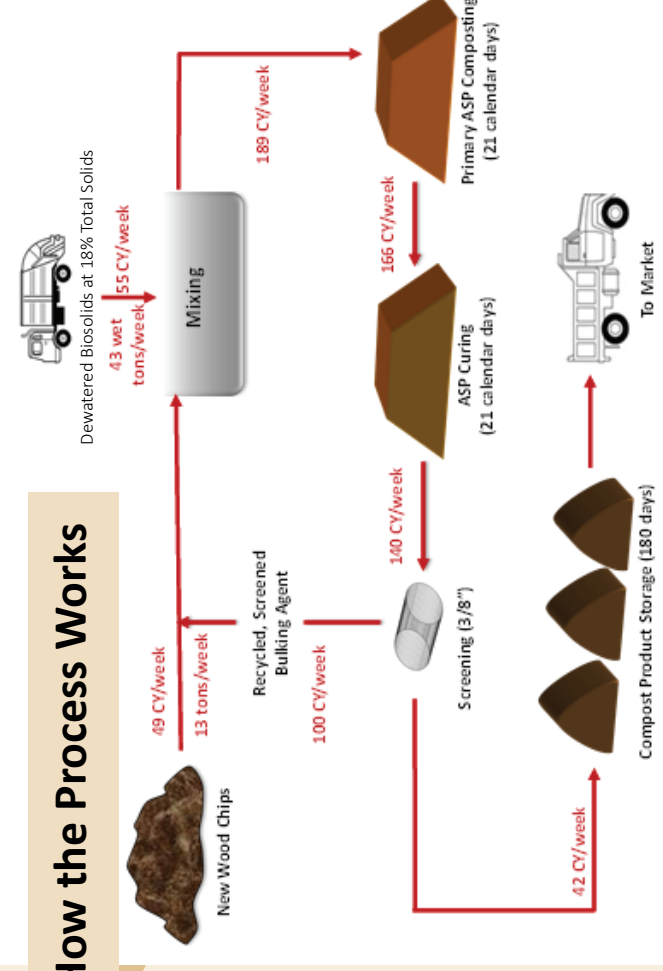 How the Process Works
Dewatered Biosolids at 18% Total Solids
43 wet
tons/week
55 CY/week
Mixing
189 CY/week
49 CY/week
13 tons/week
New Wood Chips
Recycled, Screened
Bulking Agent
100 CY/week
Primary ASP Composting
(21 calendar days)
166 CY/week
ASP Curing
(21 calendar days)
140 CY/week
Screening (3/8")
42 CY/week
Compost Product Storage (180 days)
To Market